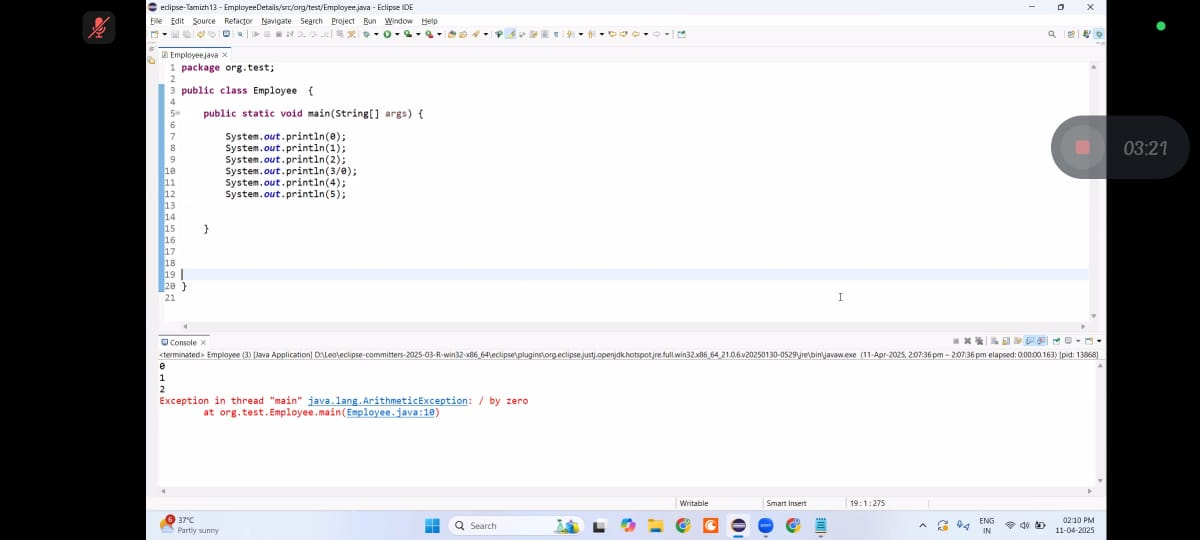 eclipse-Tamizh13 - EmployeeDetails/src/org/test/Employee.java - Eclipse IDE
File Edit Source Refactor Navigate Search Project Run Window Help
Employee.java
1 package org.test;
2
3 public class Employee {
4
5 public static void main(String[] args) {
6
7 System.out.println(0);
8 System.out.println(1);
9 System.out.println(2);
10 System.out.println(3/0);
11 System.out.println(4);
12 System.out.println(5);
13
14
15 }
16
17
18
19
20 }
21
03:21
Console
<terminated> Employee (3) [Java Application] D:\Leo\eclipse-committers-2025-03-R-win32-x86_64\eclipse\plugins\org.eclipse.justj.openjdk.hotspot.jre.full.win32.x86_64_21.0.6.v20250130-0529\jre\bin\javaw.exe (11-Apr-2025, 2:07:36 pm – 2:07:36 pm elapsed: 0:00:00.163) [pid: 13868]
0
1
2
Exception in thread "main" java.lang.ArithmeticException: / by zero
at org.test.Employee.main(Employee.java:10)
Writable Smart Insert 19 : 1 : 275
6
37°C
Partly sunny
Search
zoom
ENG
IN
02:10 PM
11-04-2025